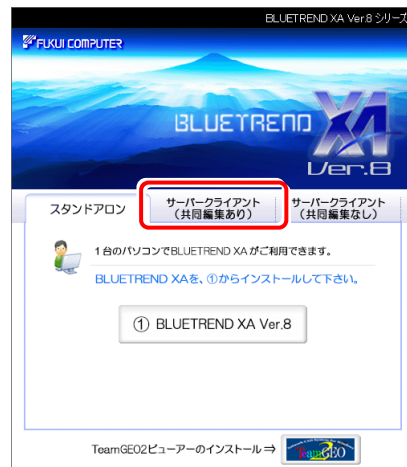 BLUETREND XA Ver.8 シリーズ
FUKUI COMPUTER
BLUETREND XA
Ver.8
スタンドアロン
サーバークライアント
（共同編集あり）
サーバークライアント
（共同編集なし）
1台のパソコンでBLUETREND XAがご利用できます。
BLUETREND XAを、①からインストールして下さい。
① BLUETREND XA Ver.8
TeamGEO2ビューアーのインストール⇒
TeamGEO